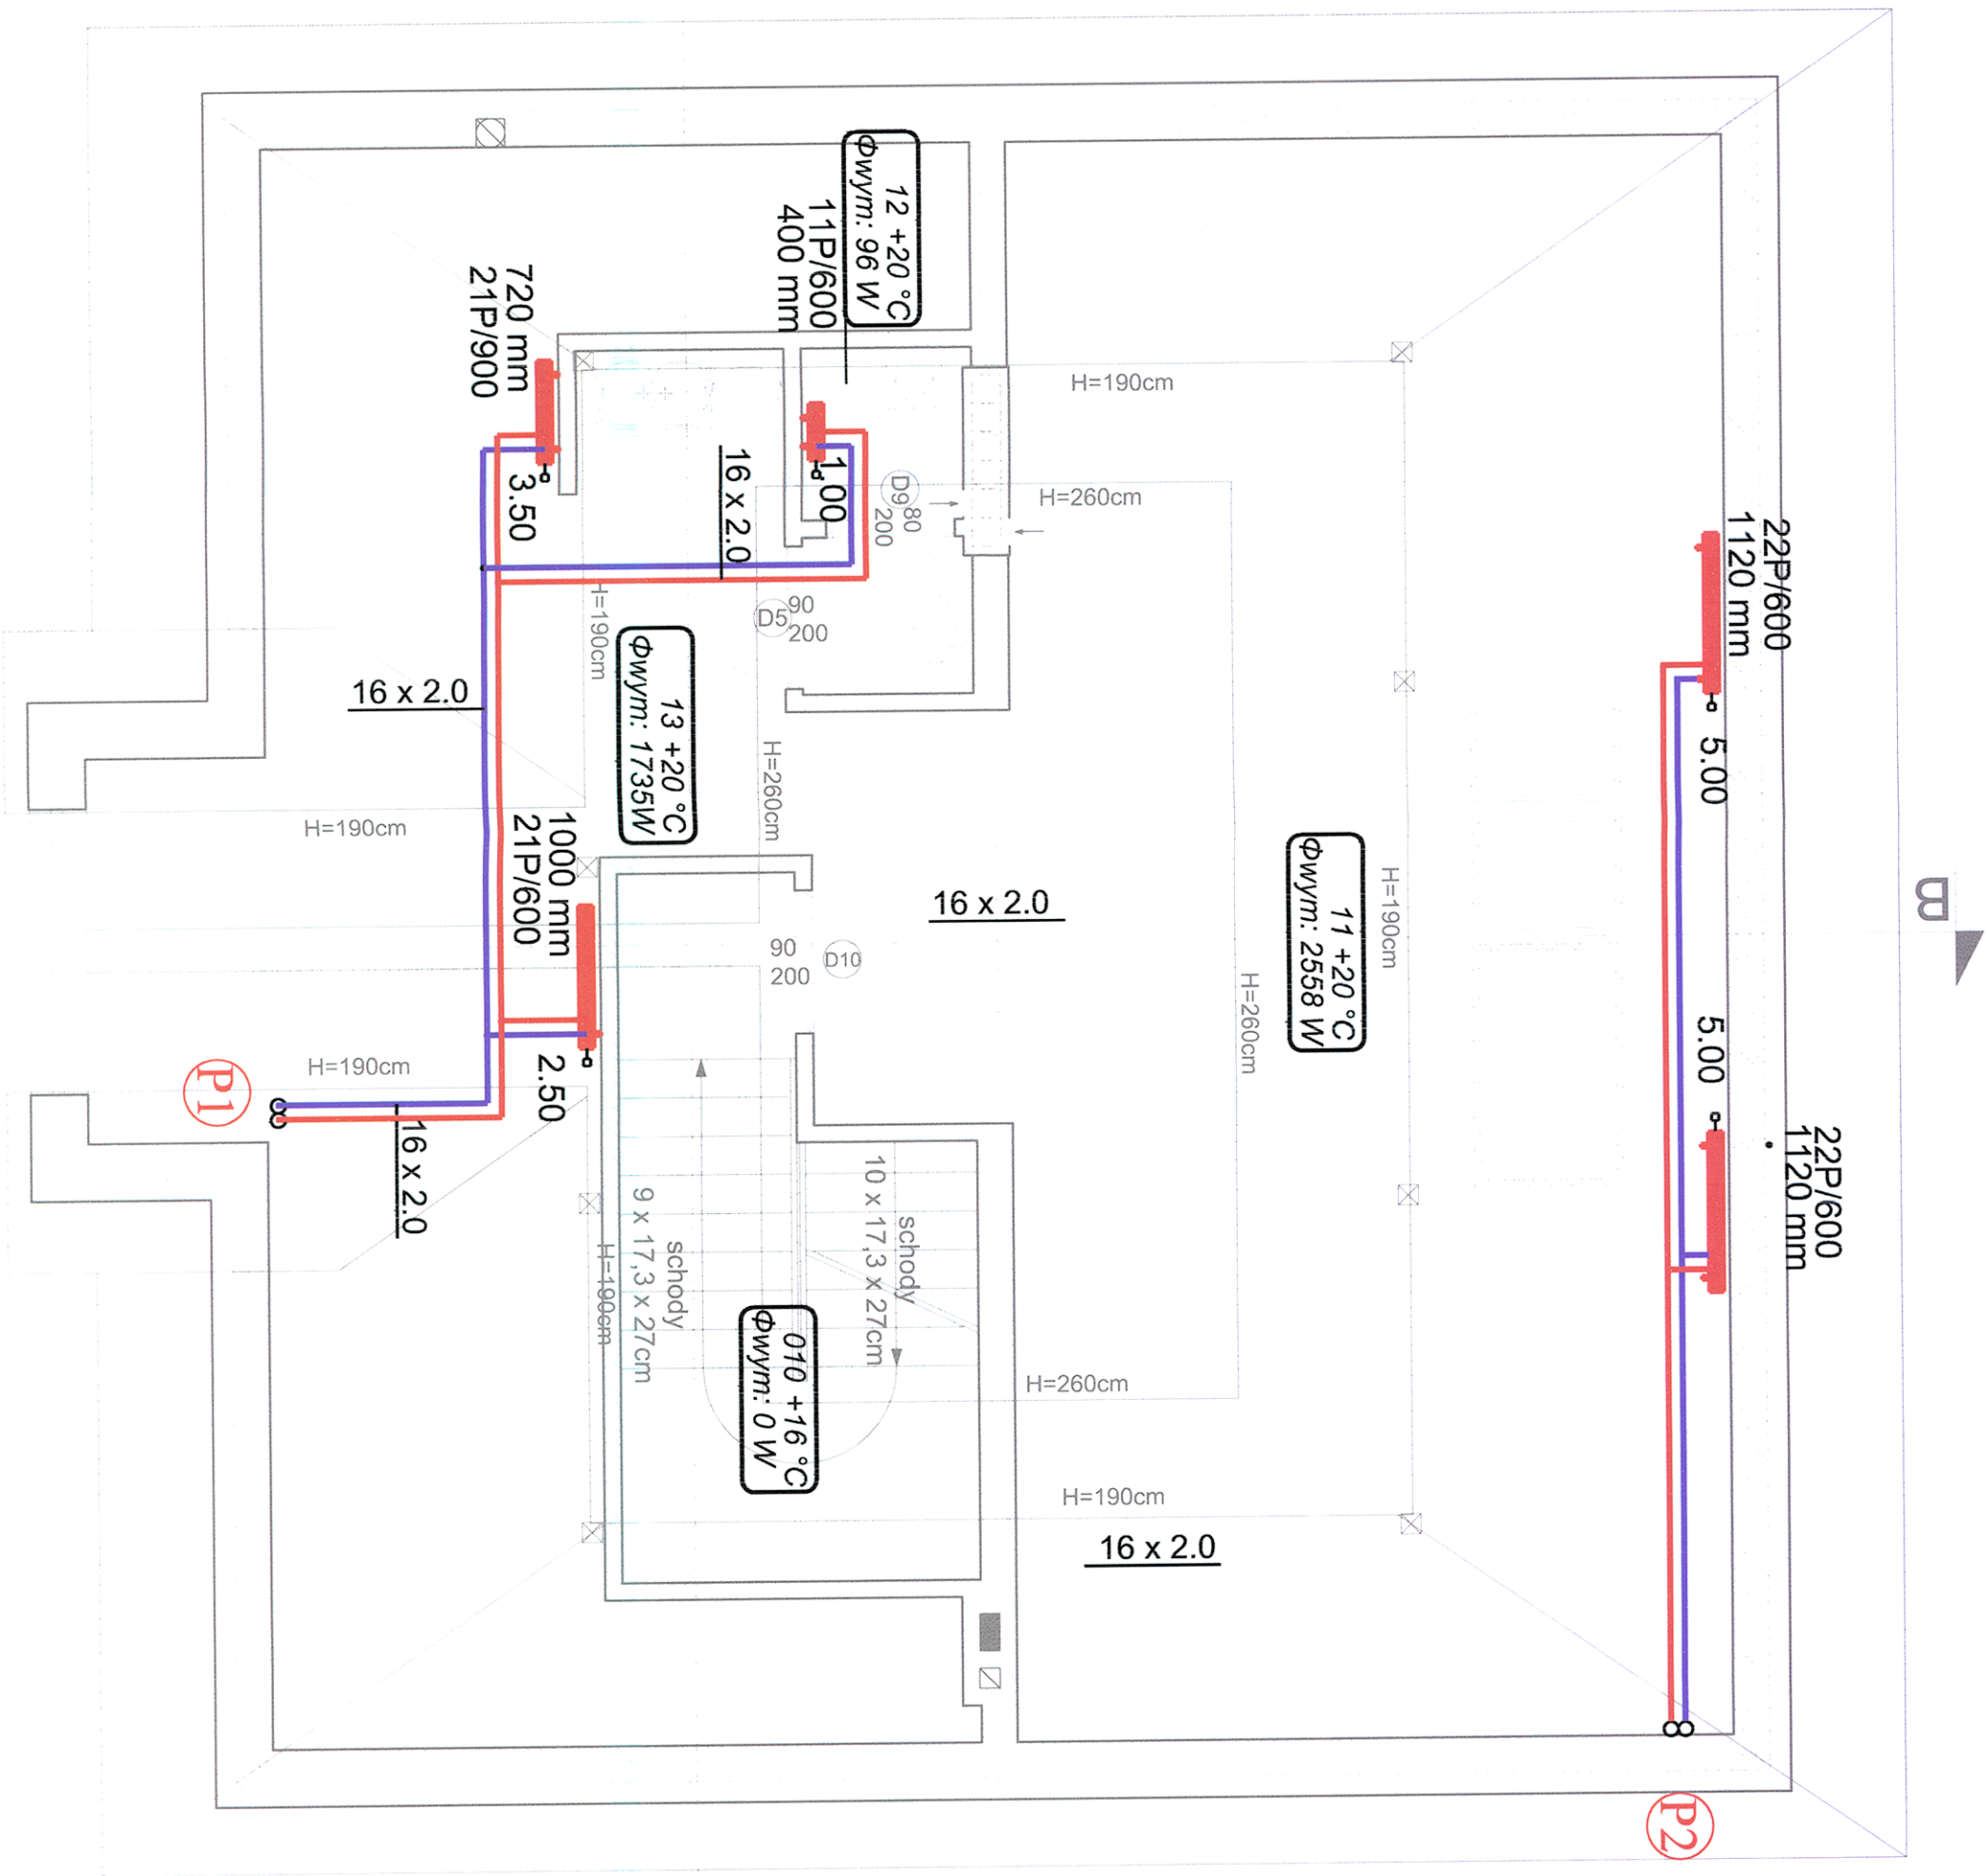 12 +20 °C
Φwym: 96 W
11P/600
400 mm
720 mm
21P/900
3.50
16 x 2.0
1.00
D9
80
200
H=190cm
H=260cm
22P/600
1120 mm
5.00
D5
90
200
H=190cm
13 +20 °C
Φwym: 1735W
16 x 2.0
H=260cm
H=190cm
1000 mm
21P/600
2.50
16 x 2.0
90
200
D10
11 +20 °C
Φwym: 2558 W
H=190cm
H=260cm
B
5.00
22P/600
1120 mm
H=190cm
P1
16 x 2.0
schody
10 x 17,3 x 27cm
schody
9 x 17,3 x 27cm
H=190cm
010 +16 °C
Φwym: 0 W
H=260cm
H=190cm
16 x 2.0
P2